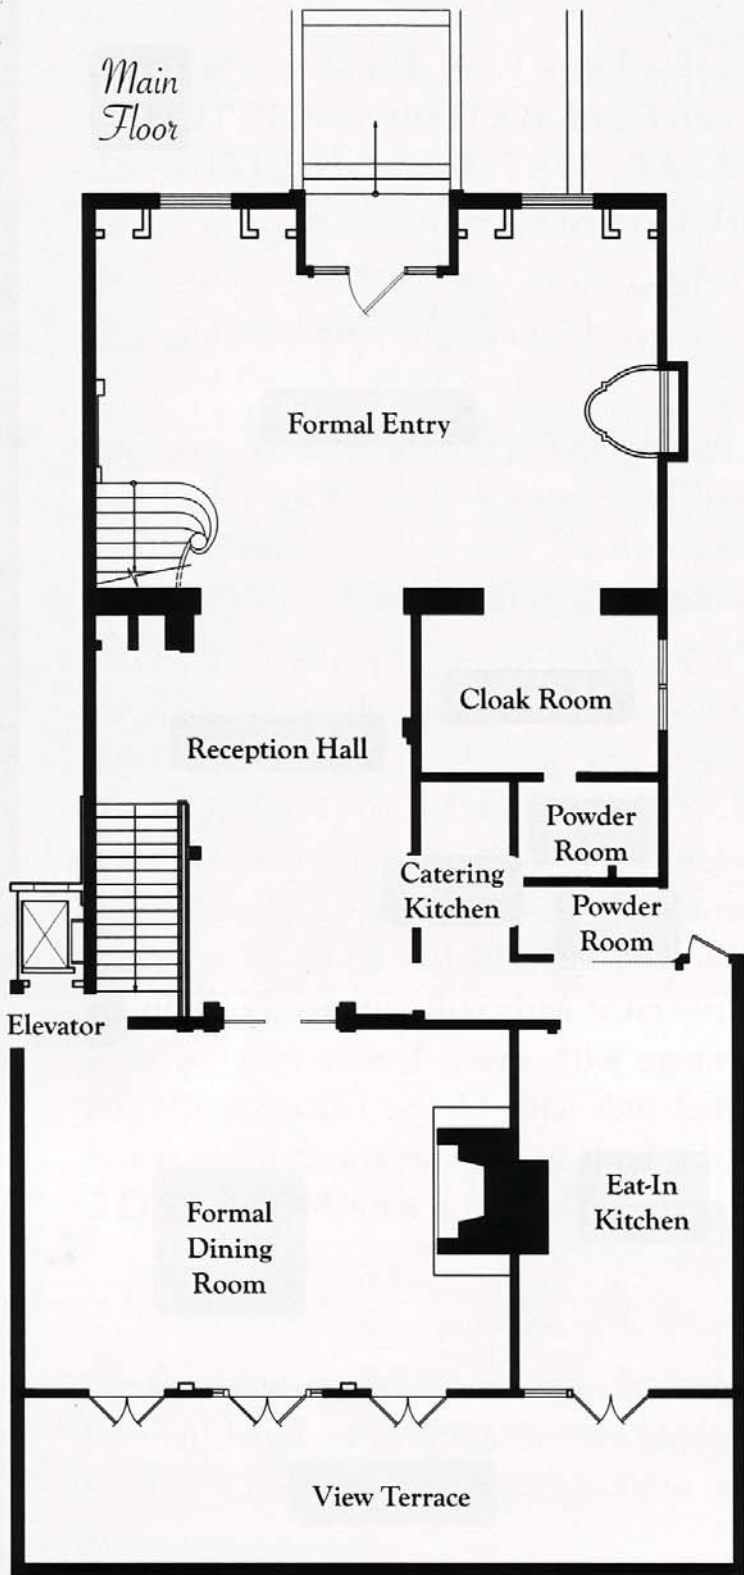 Main
Floor
Formal Entry
Cloak Room
Reception Hall
Powder
Room
Catering
Kitchen
Powder
Room
Elevator
Eat-In
Kitchen
Formal
Dining
Room
View Terrace